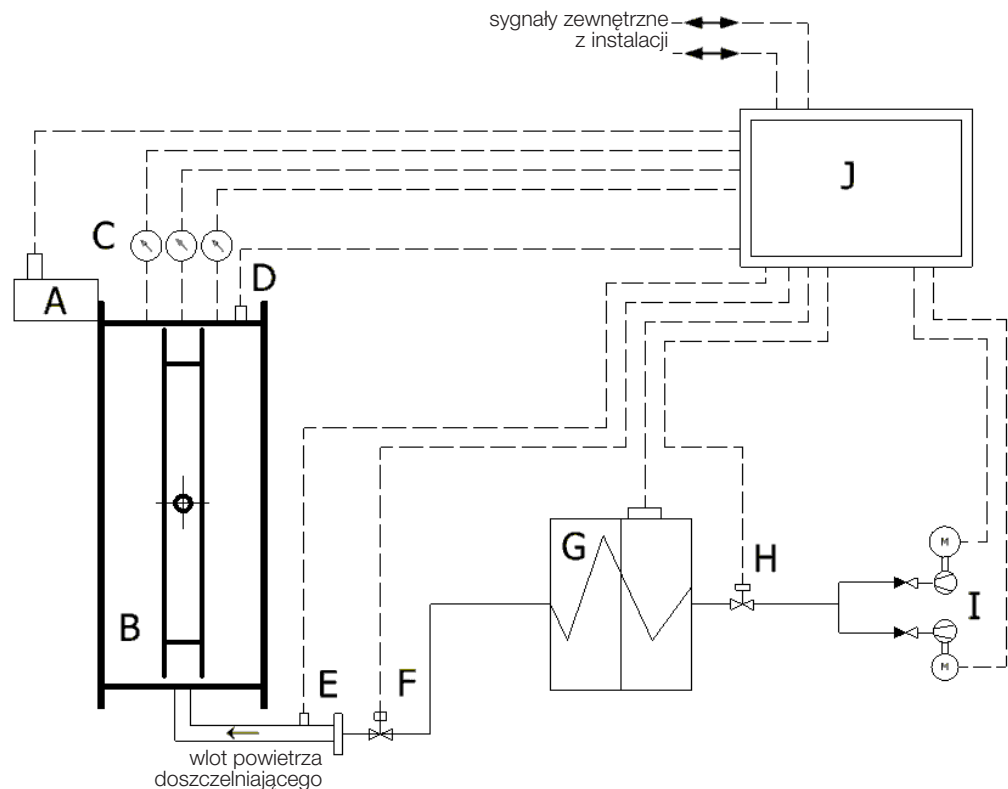 sygnały zewnętrzne
z instalacji
J
C
D
A
G
H
M
I
B
M
E
F
wlot powietrza
doszczelniającego